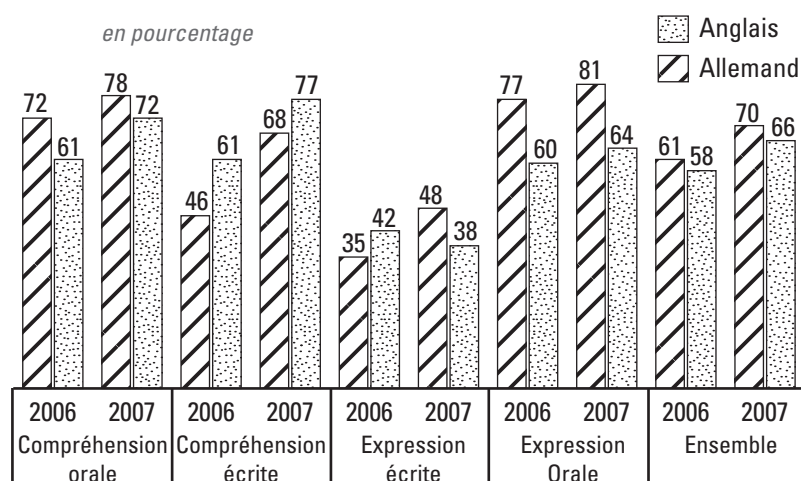 en pourcentage
Anglais
Allemand
72 61 78 72 46 61 68 77 35 42 48 38 77 60 81 64 61 58 70 66
2006 2007 2006 2007 2006 2007 2006 2007 2006 2007
Compréhension orale
Compréhension écrite
Expression écrite
Expression Orale
Ensemble